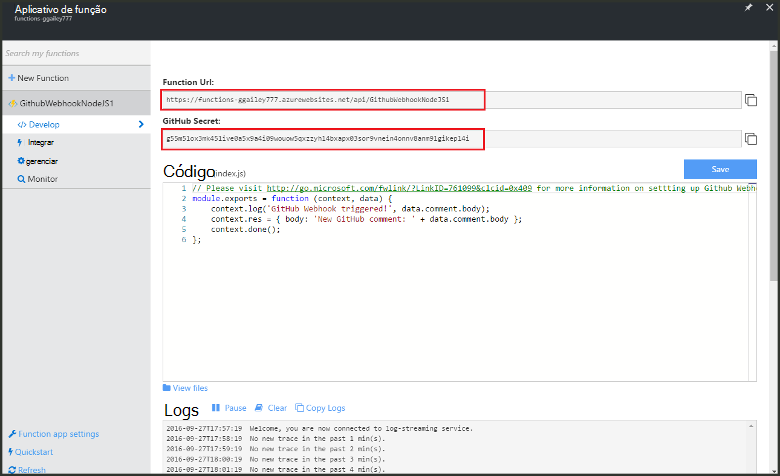 Aplicativo de função
functions-ggailey777
Search my functions
New Function
GithubWebhookNodeJS1
Develop
Integrar
gerenciar
Monitor
Function app settings
Quickstart
Refresh
Function Url:
https://functions-ggailey777.azurewebsites.net/api/GithubWebhookNodeJS1
GitHub Secret:
Código(index.js)
Save
1 // Please visit http://go.microsoft.com/fwlink/?LinkID=761099&clcid=0x409 for more information on settting up Github Webh
2 module.exports = function (context, data) {
3 context.log('GitHub Webhook triggered!', data.comment.body);
4 context.res = { body: 'New GitHub comment: ' + data.comment.body };
5 context.done();
6 };
View files
Logs
Pause
Clear
Copy Logs
2016-09-27T17:57:19 Welcome, you are now connected to log-streaming service.
2016-09-27T17:58:19 No new trace in the past 1 min(s).
2016-09-27T17:59:19 No new trace in the past 2 min(s).
2016-09-27T18:00:19 No new trace in the past 3 min(s).
2016-09-27T18:01:19 No new trace in the past 4 min(s).